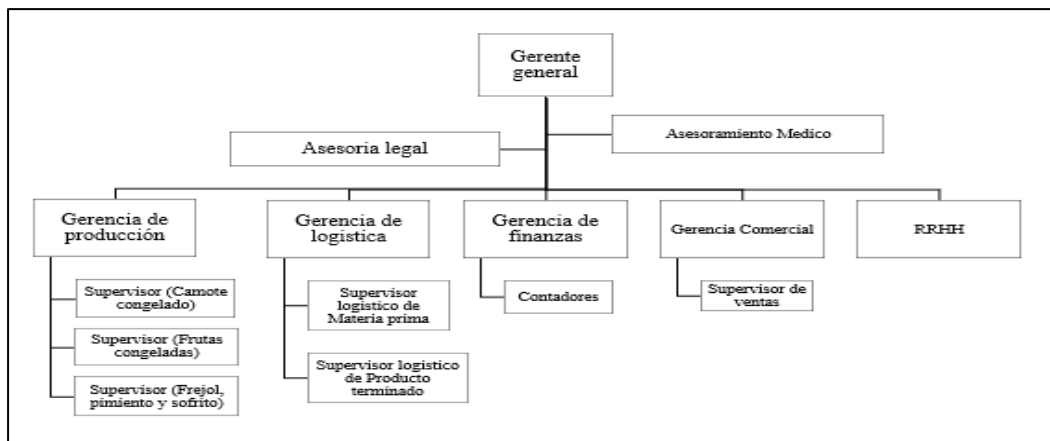 Gerente
general
Asesoramiento Medico
Asesoria legal
Gerencia de
producción
Gerencia de
logística
Gerencia de
finanzas
Gerencia Comercial
RRHH
Supervisor (Camote
congelado)
Supervisor (Frutas
congeladas)
Supervisor (Frejol,
pimiento y sofrito)
Supervisor
logístico de
Materia prima
Supervisor logistico
de Producto
terminado
Contadores
Supervisor de
ventas